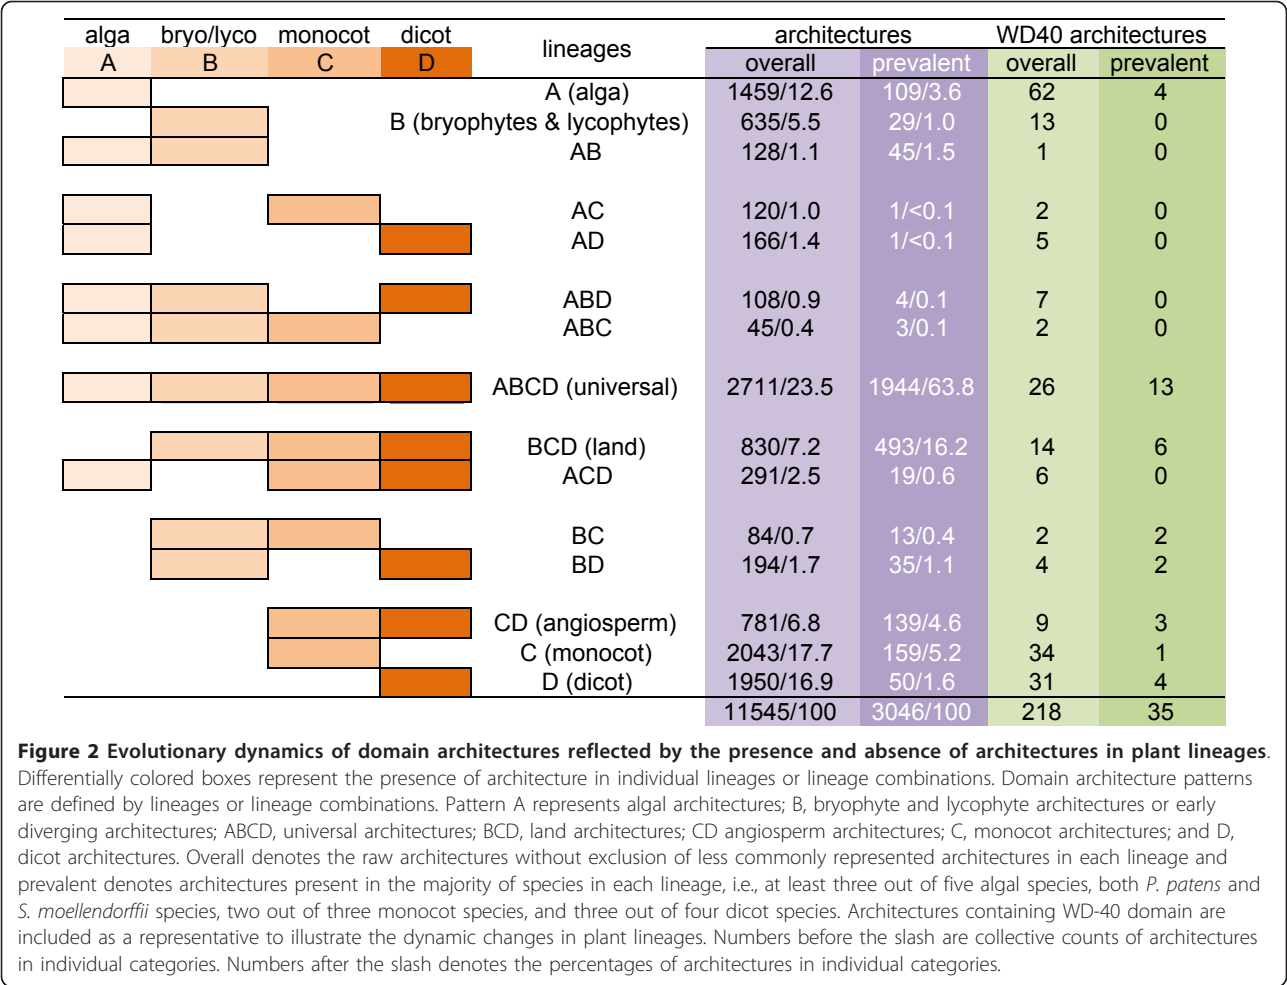 alga bryo/lyco monocot dicot lineages architectures WD40 architectures
A B C D overall prevalent overall prevalent
A (alga) 1459/12.6 109/3.6 62 4
B (bryophytes & lycophytes) 635/5.5 29/1.0 13 0
AB 128/1.1 45/1.5 1 0
AC 120/1.0 1/<0.1 2 0
AD 166/1.4 1/<0.1 5 0
ABD 108/0.9 4/0.1 7 0
ABC 45/0.4 3/0.1 2 0
ABCD (universal) 2711/23.5 1944/63.8 26 13
BCD (land) 830/7.2 493/16.2 14 6
ACD 291/2.5 19/0.6 6 0
BC 84/0.7 13/0.4 2 2
BD 194/1.7 35/1.1 4 2
CD (angiosperm) 781/6.8 139/4.6 9 3
C (monocot) 2043/17.7 159/5.2 34 1
D (dicot) 1950/16.9 50/1.6 31 4
11545/100 3046/100 218 35
Figure 2 Evolutionary dynamics of domain architectures reflected by the presence and absence of architectures in plant lineages.
Differentially colored boxes represent the presence of architecture in individual lineages or lineage combinations. Domain architecture patterns
are defined by lineages or lineage combinations. Pattern A represents algal architectures; B, bryophyte and lycophyte architectures or early
diverging architectures; ABCD, universal architectures; BCD, land architectures; CD angiosperm architectures; C, monocot architectures; and D,
dicot architectures. Overall denotes the raw architectures without exclusion of less commonly represented architectures in each lineage and
prevalent denotes architectures present in the majority of species in each lineage, i.e., at least three out of five algal species, both P. patens and
S. moellendorffii species, two out of three monocot species, and three out of four dicot species. Architectures containing WD-40 domain are
included as a representative to illustrate the dynamic changes in plant lineages. Numbers before the slash are collective counts of architectures
in individual categories. Numbers after the slash denotes the percentages of architectures in individual categories.